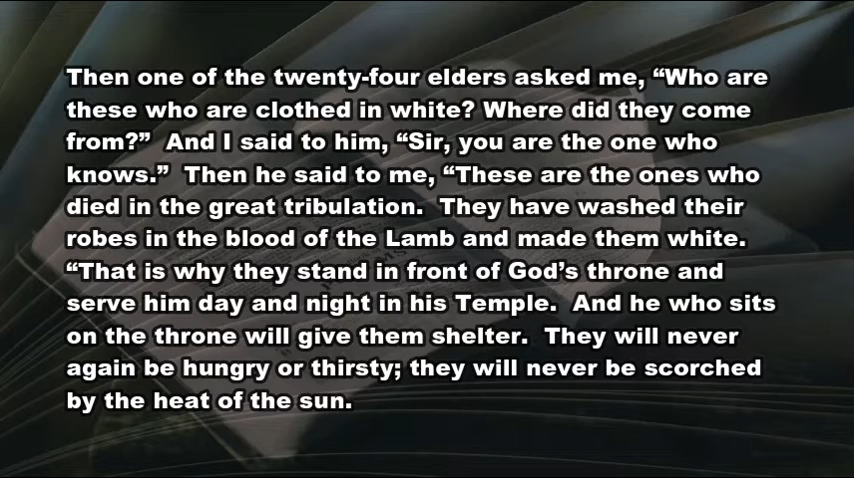 Then one of the twenty-four elders asked me, “Who are
these who are clothed in white? Where did they come
from?”  And I said to him, “Sir, you are the one who
knows.”  Then he said to me, “These are the ones who
died in the great tribulation.  They have washed their
robes in the blood of the Lamb and made them white.
“That is why they stand in front of God’s throne and
serve him day and night in his Temple.  And he who sits
on the throne will give them shelter.  They will never
again be hungry or thirsty; they will never be scorched
by the heat of the sun.